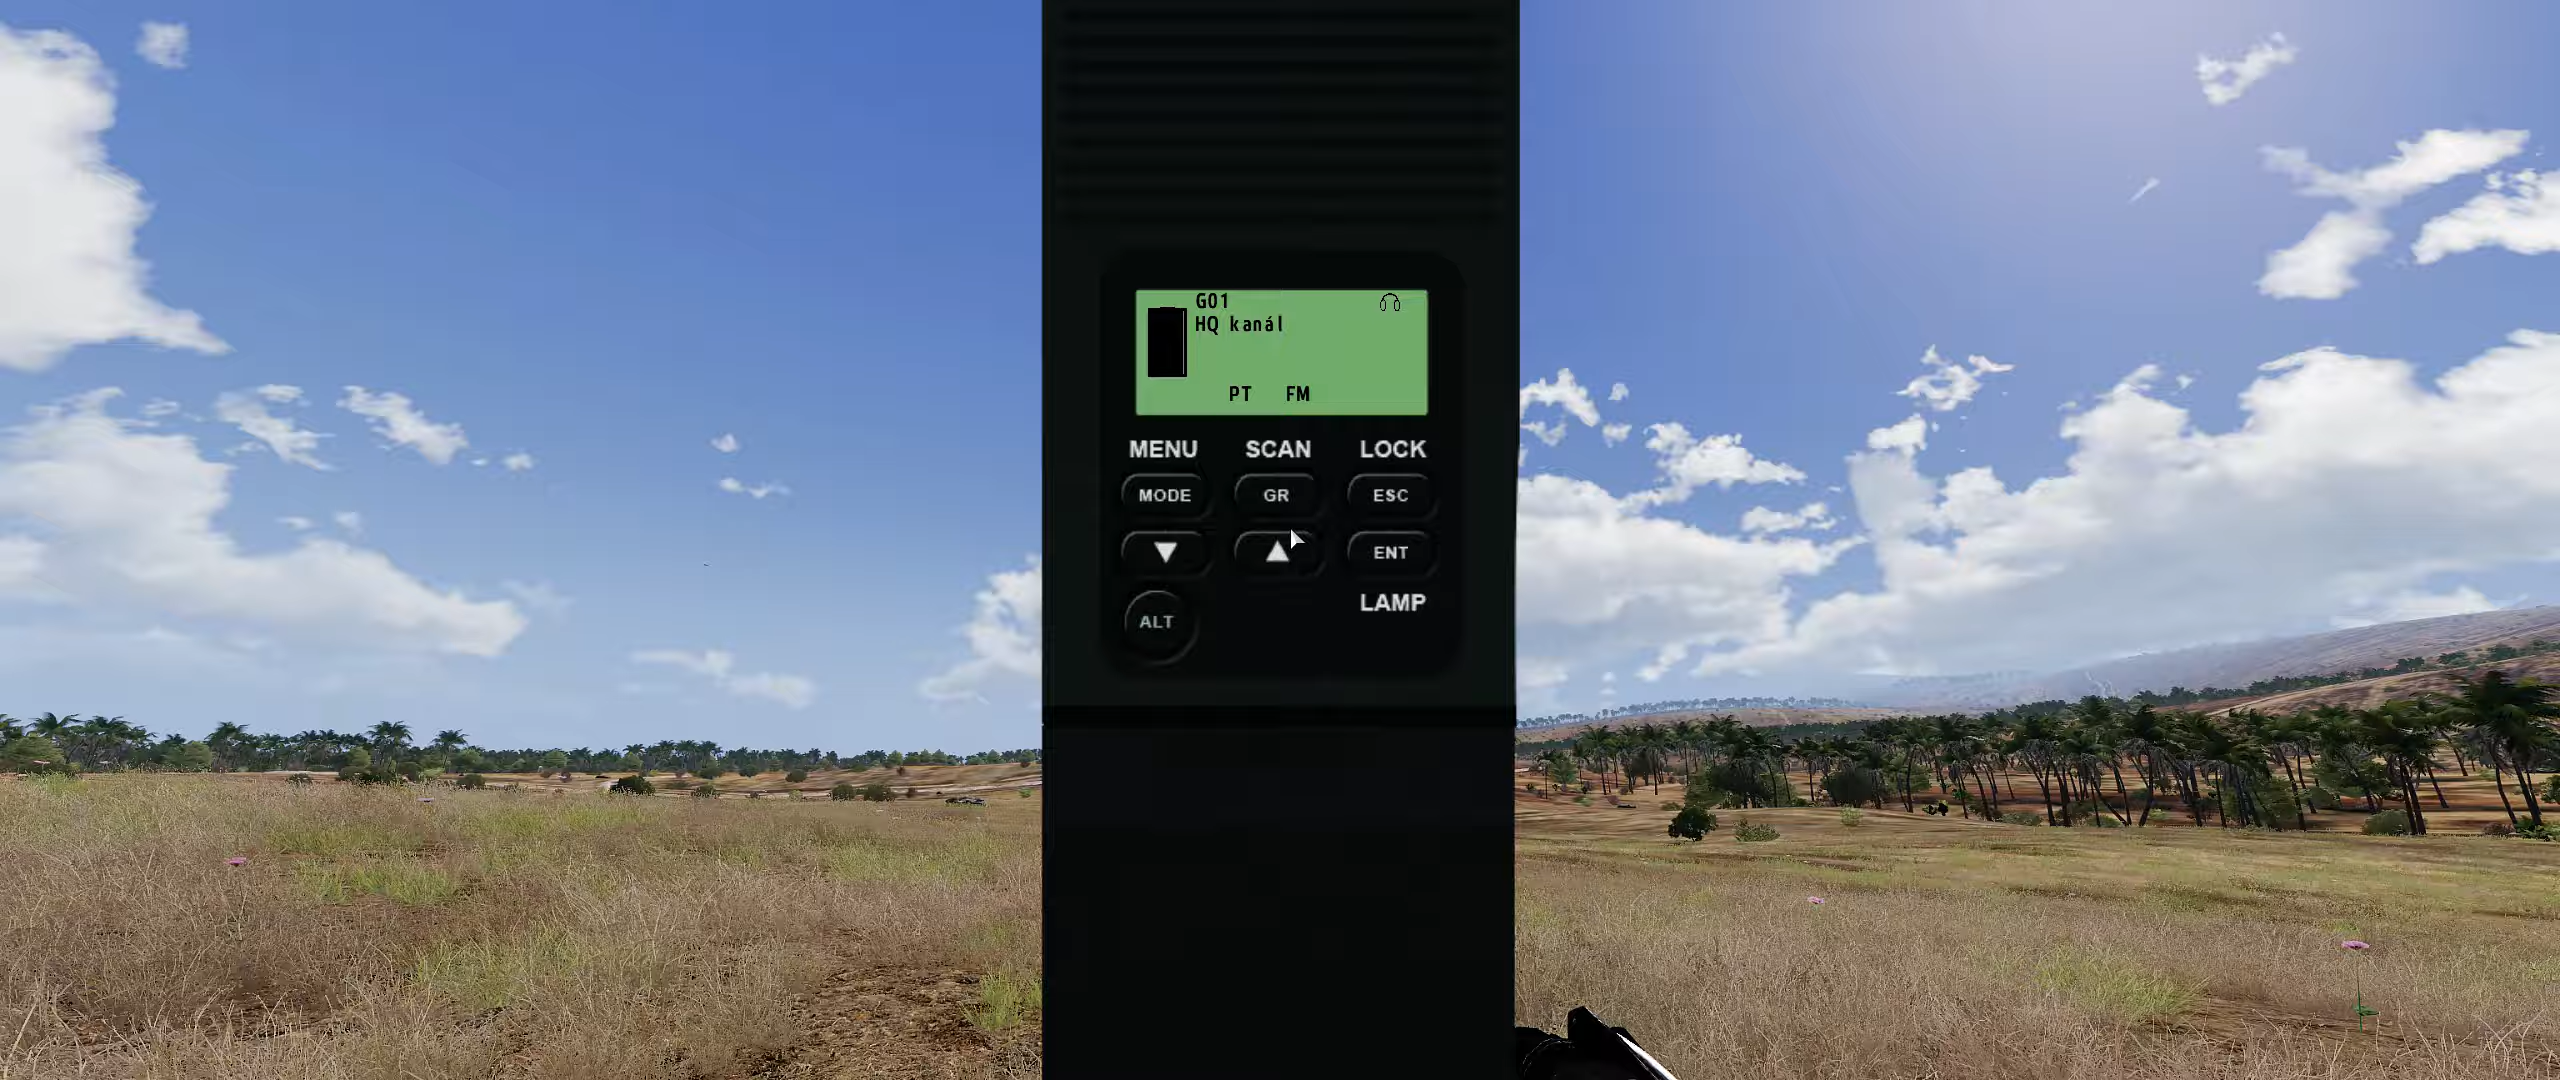 G01
HQ kanál
PT FM
MENU SCAN LOCK
MODE GR ESC
ENT
ALT
LAMP